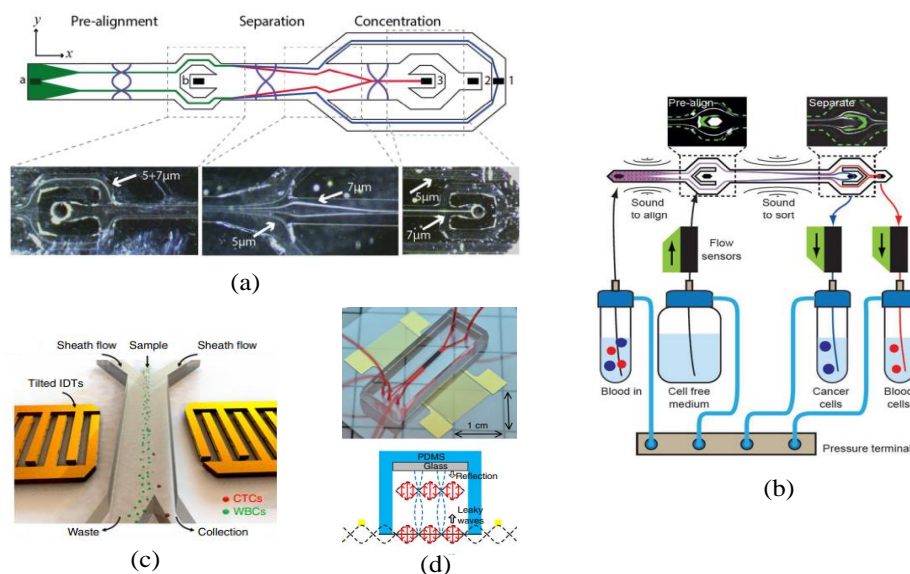 y
x
Pre-alignment
Separation
Concentration
a
b
3
2
1
5+7µm
7µm
5µm
5µm
7µm
(a)
Pre-align
Separate
Sound to align
Sound to sort
Flow sensors
Blood in
Cell free medium
Cancer cells
Blood cells
Pressure terminal
(b)
Sheath flow
Sample
Sheath flow
Tilted IDTs
CTCs
WBCs
Waste
Collection
(c)
1 cm
PDMS
Glass
Reflection
Leaky waves
(d)